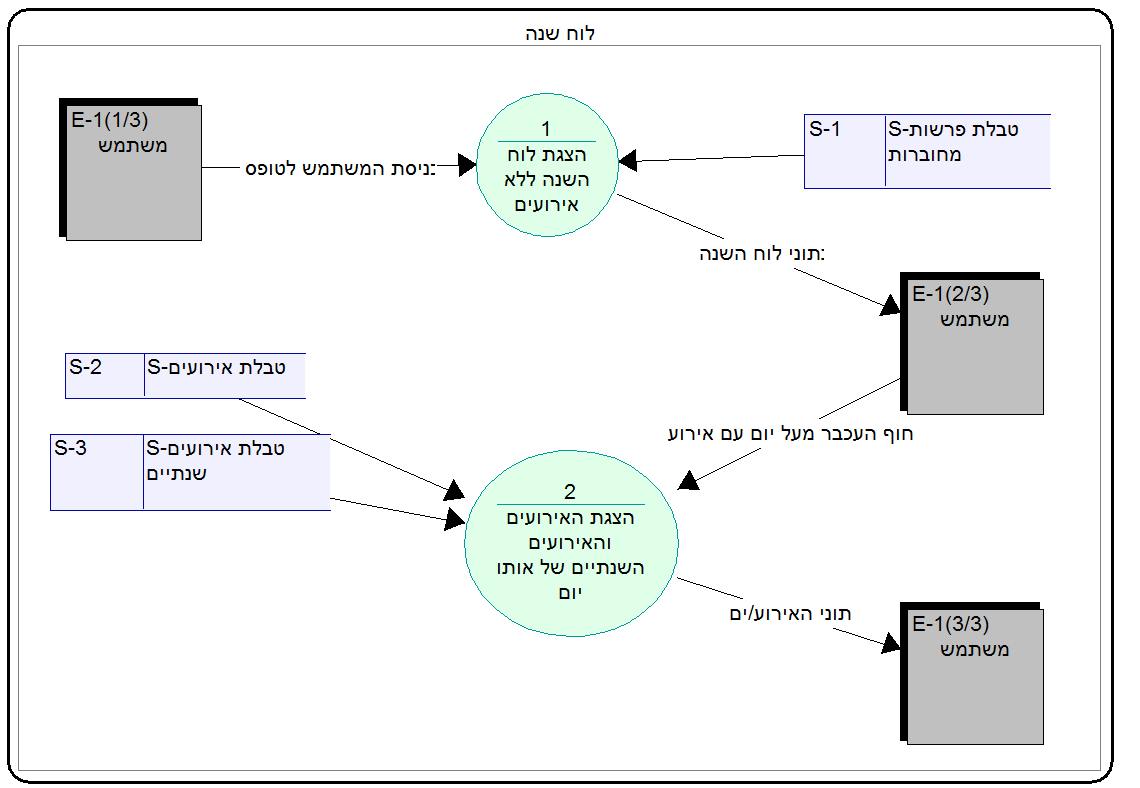 לוח שנה
E-1(1/3)
משתמש
ניסת המשתמש לטופס
1
הצגת לוח
השנה ללא
אירועים
S-1
S-טבלת פרשות
מחוברות
תוני לוח השנה
E-1(2/3)
משתמש
S-2
S-טבלת אירועים
S-3
S-טבלת אירועים
שנתיים
חוף העכבר מעל יום עם אירוע
2
הצגת האירועים
והאירועים
השנתיים של אותו
יום
תוני האירוע/ים
E-1(3/3)
משתמש